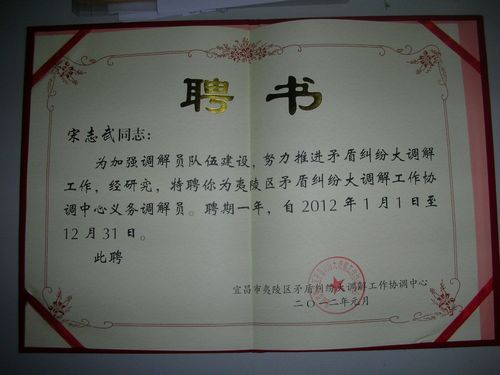 聘书
宋志武同志：
为加强调解员队伍建设，努力推进矛盾纠纷大调解
工作，经研究，特聘你为夷陵区矛盾纠纷大调解工作协
调中心义务调解员。聘期一年，自2012年1月1日至
12月31日。
此聘
宜昌市夷陵区矛盾纠纷大调解工作协调中心
二〇一二年元月